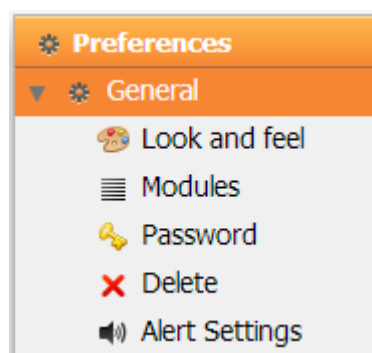 Preferences
General
Look and feel
Modules
Password
Delete
Alert Settings